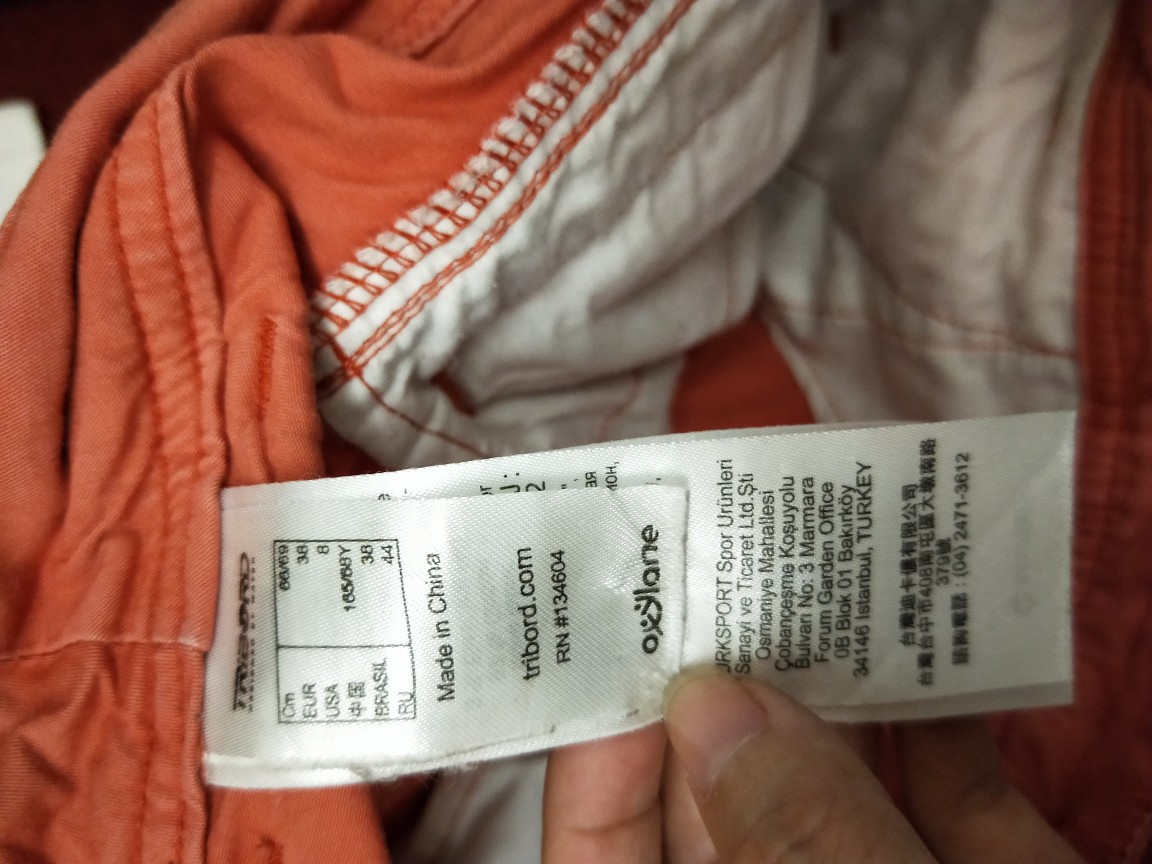 TRIBORD
Cm 66/69
EUR 38
USA 8
中国 165/68Y
BRASIL 38
RU 44
Made in China
tribord.com
RN #134604
oxylane
RKSPORT Spor Urünleri
Sanayi ve Ticaret Ltd.Şti
Osmaniye Mahallesi
Çobançeşme Koşuyolu
Bulvarı No: 3 Marmara
Forum Garden Office
0B Blok 01 Bakırköy
34146 Istanbul, TURKEY
台灣迪卡儂有限公司
台灣台中市408南屯區大墩南路
379號
諮詢電話：(04) 2471-3612